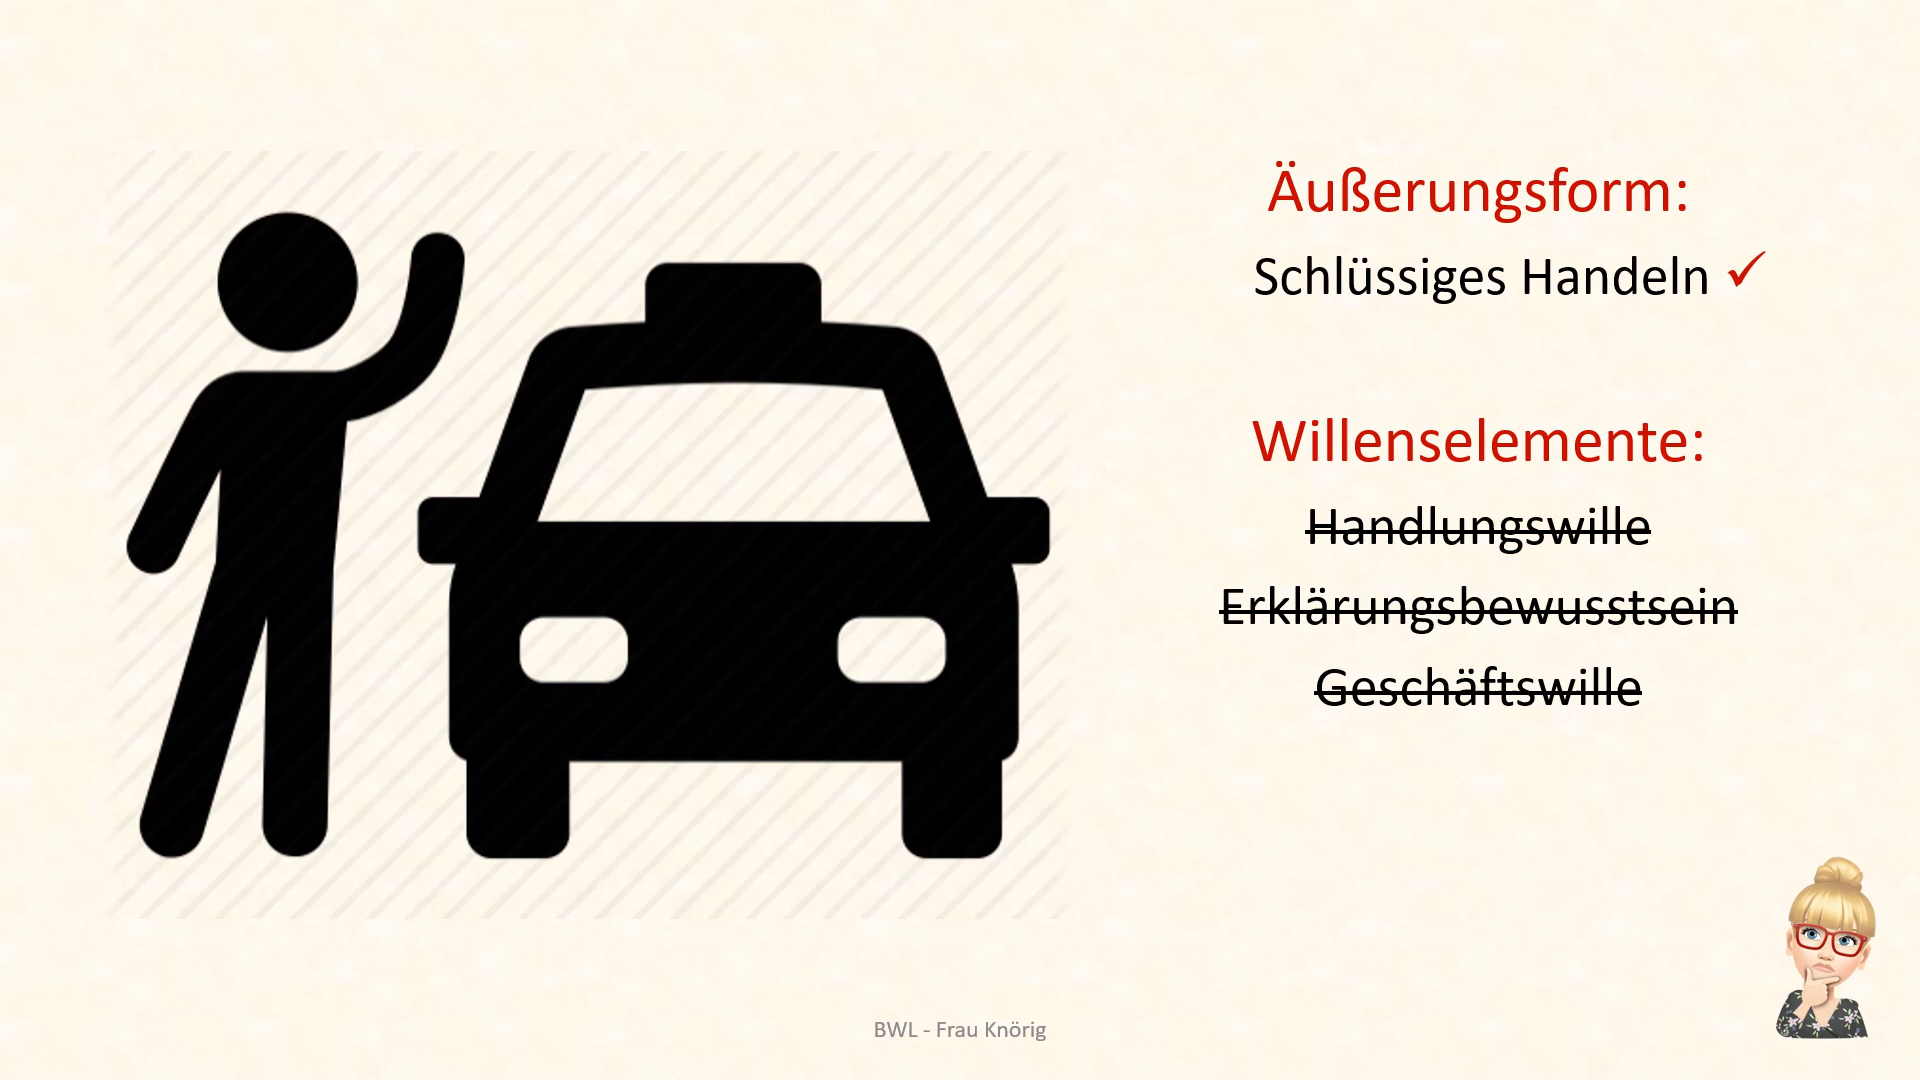 Äußerungsform:
Schlüssiges Handeln ✓
Willenselemente:
Handlungswille
Erklärungsbewusstsein
Geschäftswille
BWL - Frau Knörig